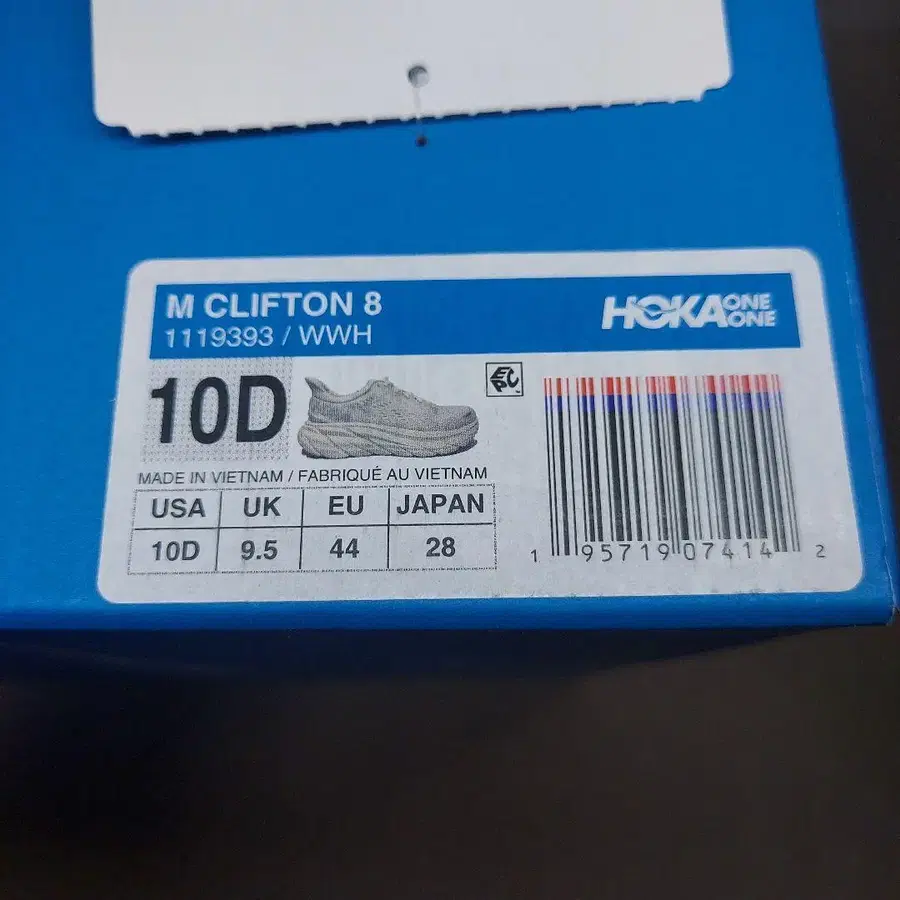 M CLIFTON 8
1119393 / WWH
HOKA ONE ONE
10D
EPC
MADE IN VIETNAM / FABRIQUÉ AU VIETNAM
USA UK EU JAPAN
10D 9.5 44 28
1 95719 07414 2